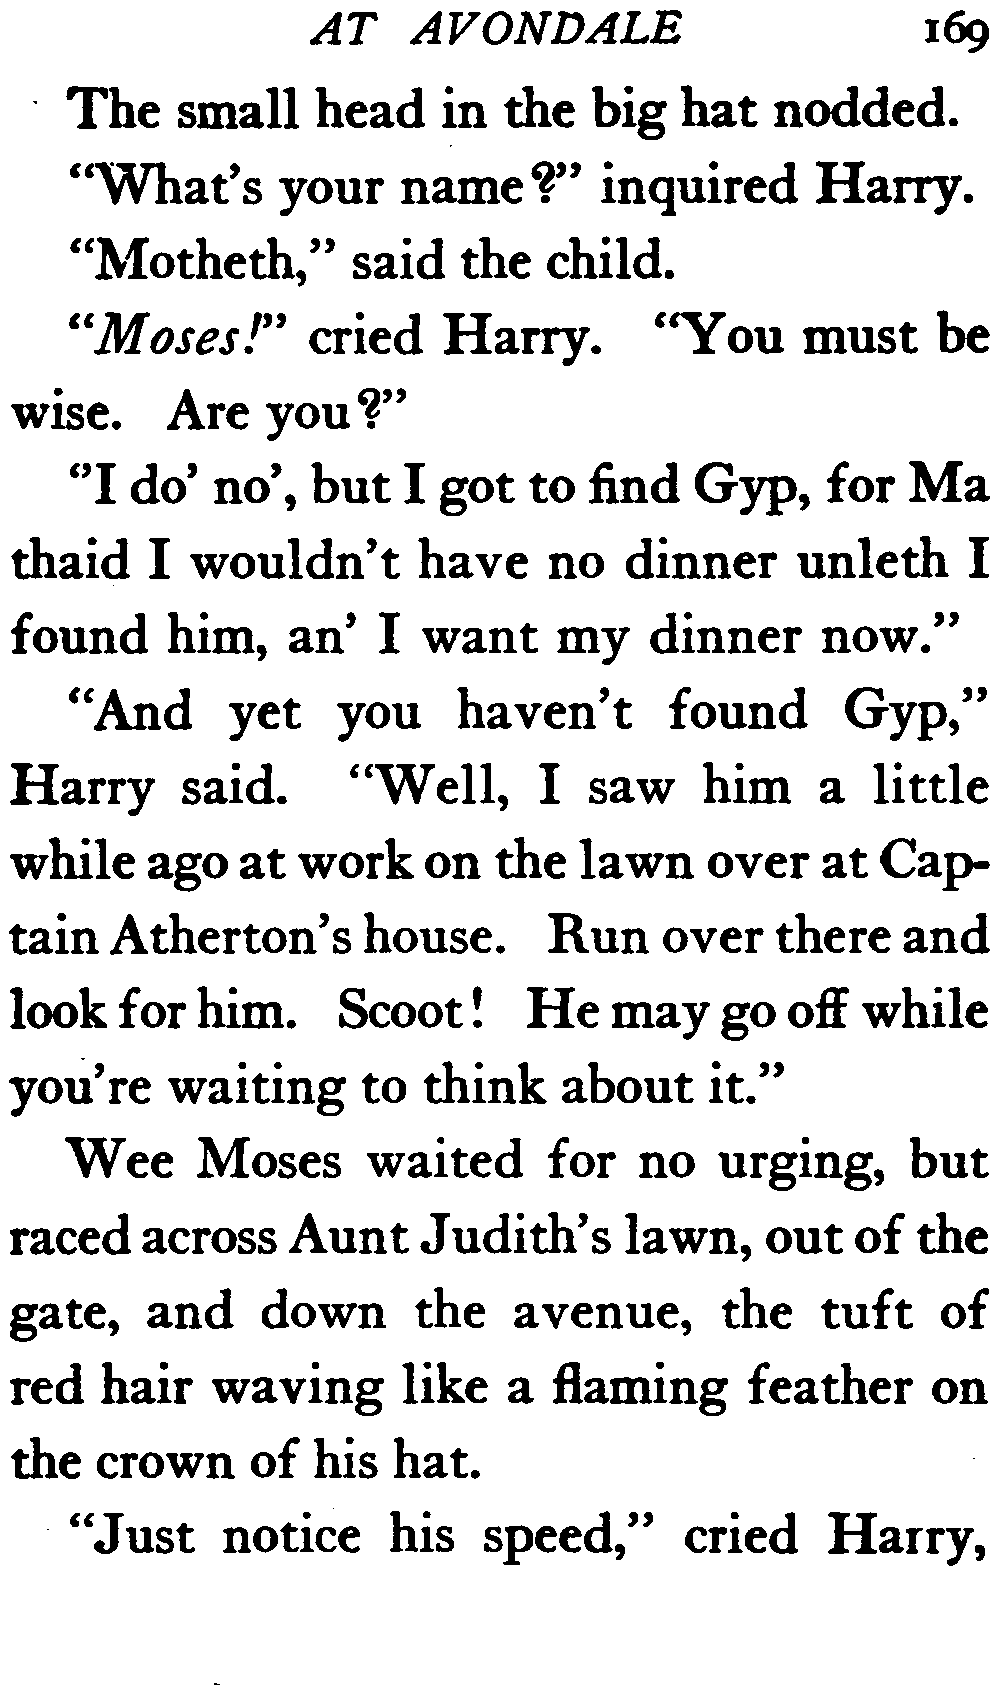 AT AVONDALE 169
The small head in the big hat nodded.
"What's your name?" inquired Harry.
"Motheth," said the child.
"Moses!" cried Harry. "You must be
wise. Are you?"
"I do' no', but I got to find Gyp, for Ma
thaid I wouldn't have no dinner unleth I
found him, an' I want my dinner now."
"And yet you haven't found Gyp,"
Harry said. "Well, I saw him a little
while ago at work on the lawn over at Cap-
tain Atherton's house. Run over there and
look for him. Scoot! He may go off while
you're waiting to think about it."
Wee Moses waited for no urging, but
raced across Aunt Judith's lawn, out of the
gate, and down the avenue, the tuft of
red hair waving like a flaming feather on
the crown of his hat.
"Just notice his speed," cried Harry,